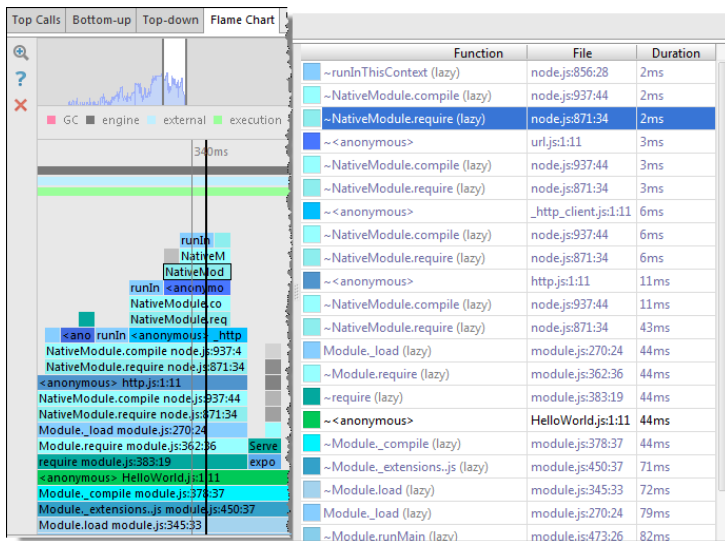 Top Calls Bottom-up Top-down Flame Chart
GC engine external execution
340ms
runIn
NativeM
NativeMod
runIn <anonymo
NativeModule.co
NativeModule.req
<ano runIn <anonymous> _http
NativeModule.compile node.js:937:4
NativeModule.require node.js:871:34
<anonymous> http.js:1:11
NativeModule.compile node.js:937:44
NativeModule.require node.js:871:34
Module._load module.js:270:24
Module.require module.js:362:36 Serve
require module.js:383:19 expo
<anonymous> HelloWorld.js:1:11
Module._compile module.js:378:37
Module._extensions..js module.js:450:37
Module.load module.js:345:33
Function File Duration
~runInThisContext (lazy) node.js:856:28 2ms
~NativeModule.compile (lazy) node.js:937:44 2ms
~NativeModule.require (lazy) node.js:871:34 2ms
~<anonymous> url.js:1:11 3ms
~NativeModule.compile (lazy) node.js:937:44 3ms
~NativeModule.require (lazy) node.js:871:34 3ms
~<anonymous> _http_client.js:1:11 6ms
~NativeModule.compile (lazy) node.js:937:44 6ms
~NativeModule.require (lazy) node.js:871:34 6ms
~<anonymous> http.js:1:11 11ms
~NativeModule.compile (lazy) node.js:937:44 11ms
~NativeModule.require (lazy) node.js:871:34 43ms
Module._load (lazy) module.js:270:24 44ms
~Module.require (lazy) module.js:362:36 44ms
~require (lazy) module.js:383:19 44ms
~<anonymous> HelloWorld.js:1:11 44ms
~Module._compile (lazy) module.js:378:37 44ms
~Module._extensions..js (lazy) module.js:450:37 71ms
~Module.load (lazy) module.js:345:33 72ms
Module._load (lazy) module.js:270:24 79ms
~Module.runMain (lazy) module.js:473:26 82ms